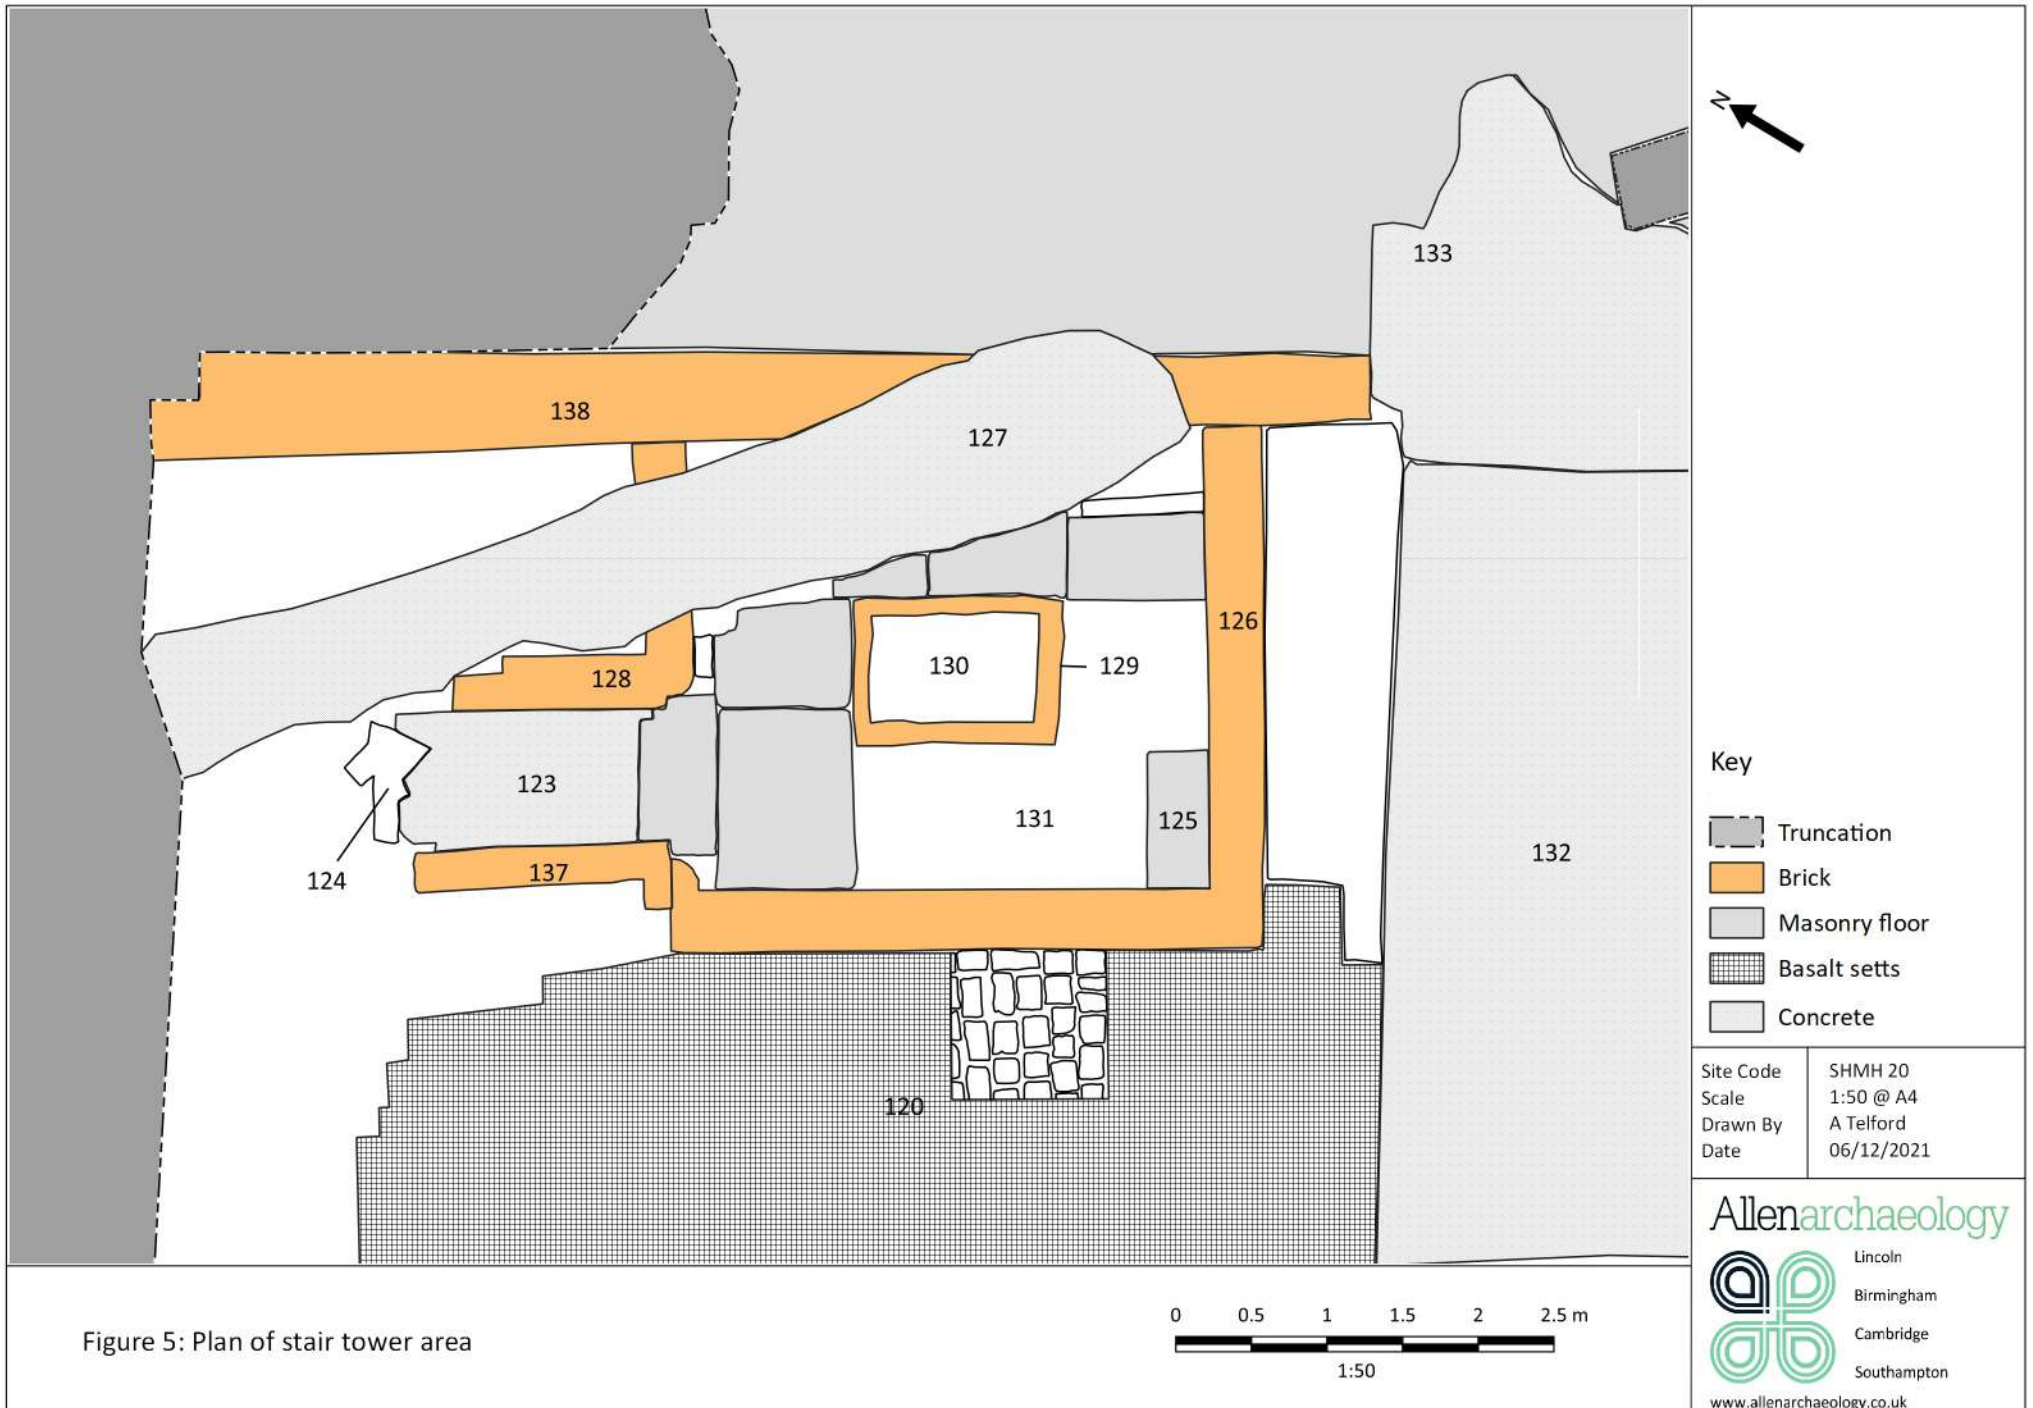 N
133
138
127
126
130
129
128
123
125
131
132
137
124
120
Key
Truncation
Brick
Masonry floor
Basalt setts
Concrete
Site Code SHMH 20
Scale 1:50 @ A4
Drawn By A Telford
Date 06/12/2021
Allenarchaeology
Lincoln
Birmingham
Cambridge
Southampton
www.allenarchaeology.co.uk
0 0.5 1 1.5 2 2.5 m
1:50
Figure 5: Plan of stair tower area